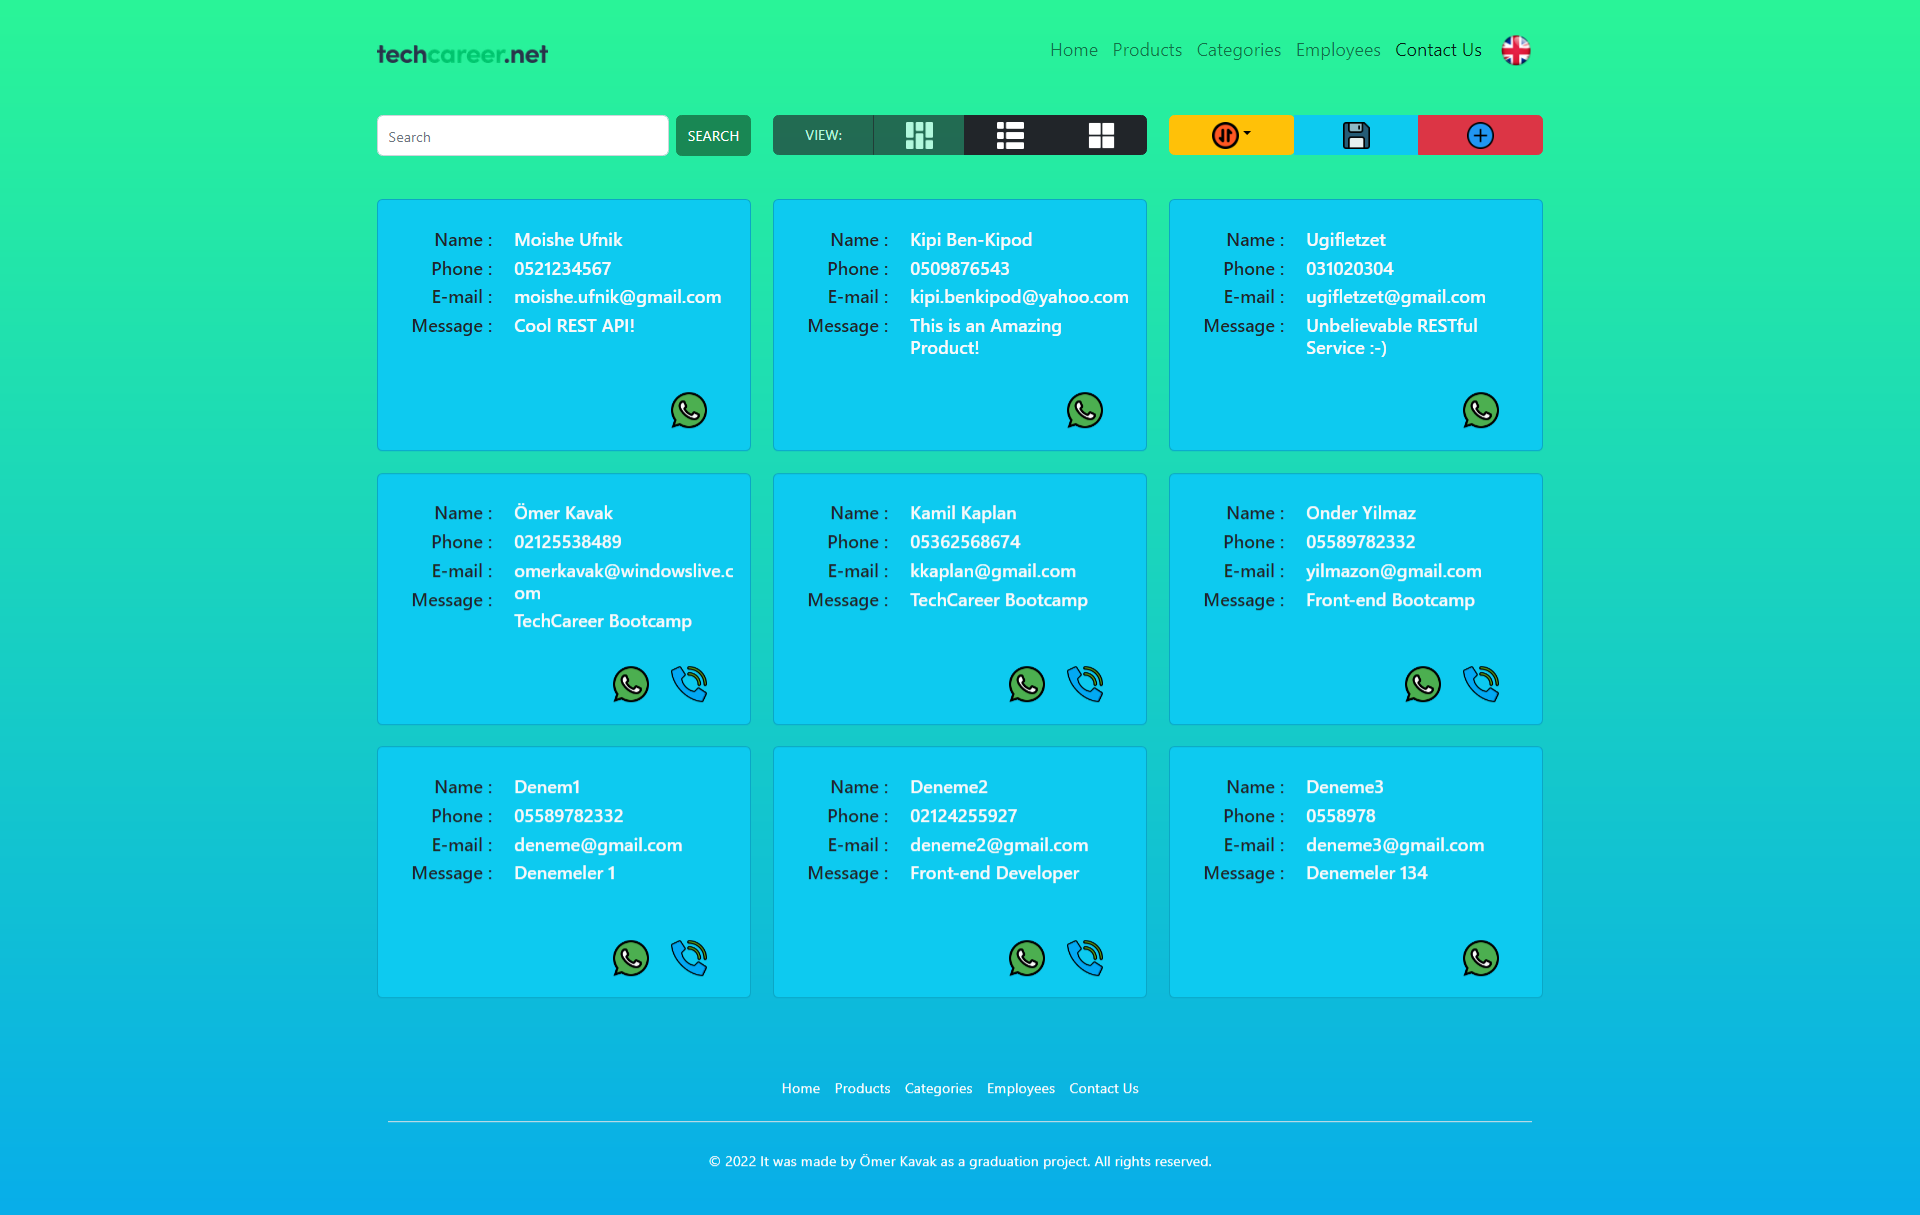 techcareer.net
Home Products Categories Employees Contact Us
Search SEARCH VIEW:
Name : Moishe Ufnik
Phone : 0521234567
E-mail : moishe.ufnik@gmail.com
Message : Cool REST API!
Name : Kipi Ben-Kipod
Phone : 0509876543
E-mail : kipi.benkipod@yahoo.com
Message : This is an Amazing
Product!
Name : Ugifletzet
Phone : 031020304
E-mail : ugifletzet@gmail.com
Message : Unbelievable RESTful
Service :-)
Name : Ömer Kavak
Phone : 02125538489
E-mail : omerkavak@windowslive.c
om
Message :
TechCareer Bootcamp
Name : Kamil Kaplan
Phone : 05362568674
E-mail : kkaplan@gmail.com
Message : TechCareer Bootcamp
Name : Onder Yilmaz
Phone : 05589782332
E-mail : yilmazon@gmail.com
Message : Front-end Bootcamp
Name : Denem1
Phone : 05589782332
E-mail : deneme@gmail.com
Message : Denemeler 1
Name : Deneme2
Phone : 02124255927
E-mail : deneme2@gmail.com
Message : Front-end Developer
Name : Deneme3
Phone : 0558978
E-mail : deneme3@gmail.com
Message : Denemeler 134
Home Products Categories Employees Contact Us
© 2022 It was made by Ömer Kavak as a graduation project. All rights reserved.